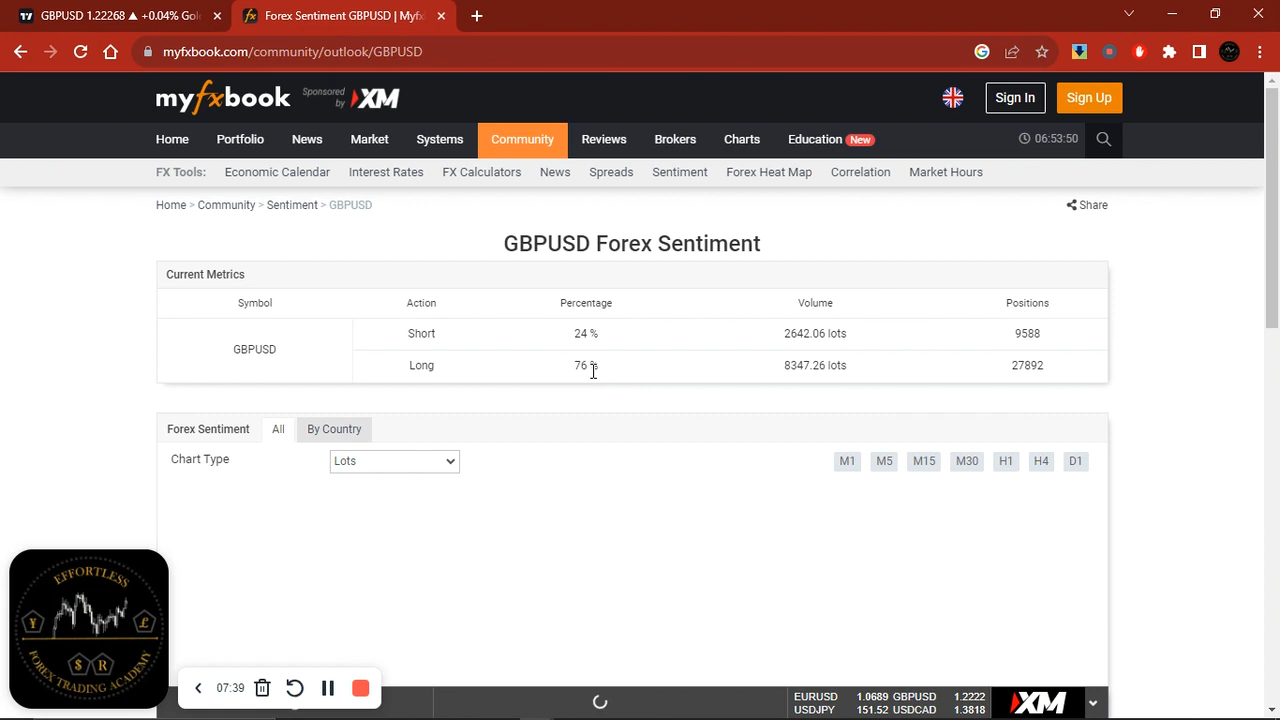 GBPUSD 1.22268 ▲ +0.04% Gol
Forex Sentiment GBPUSD | Myfx
myfxbook.com/community/outlook/GBPUSD
myfxbook
Sponsored by XM
Sign In
Sign Up
Home Portfolio News Market Systems Community Reviews Brokers Charts Education New 06:53:50
FX Tools: Economic Calendar Interest Rates FX Calculators News Spreads Sentiment Forex Heat Map Correlation Market Hours
Home > Community > Sentiment > GBPUSD
Share
GBPUSD Forex Sentiment
Current Metrics
Symbol Action Percentage Volume Positions
Short 24 % 2642.06 lots 9588
GBPUSD
Long 76 % 8347.26 lots 27892
Forex Sentiment All By Country
Chart Type Lots M1 M5 M15 M30 H1 H4 D1
EFFORTLESS
¥ £
$ R
FOREX TRADING ACADEMY
07:39
EURUSD 1.0689 GBPUSD 1.2222
USDJPY 151.52 USDCAD 1.3818
XM